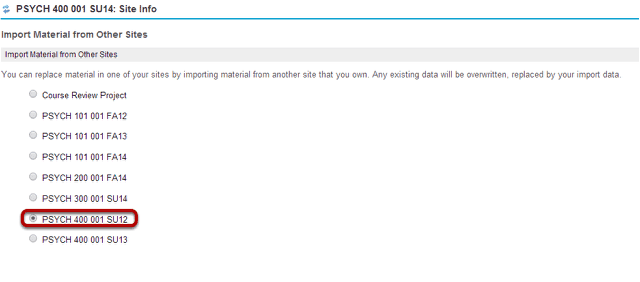 PSYCH 400 001 SU14: Site Info
Import Material from Other Sites
Import Material from Other Sites
You can replace material in one of your sites by importing material from another site that you own. Any existing data will be overwritten, replaced by your import data.
Course Review Project
PSYCH 101 001 FA12
PSYCH 101 001 FA13
PSYCH 101 001 FA14
PSYCH 200 001 FA14
PSYCH 300 001 SU14
PSYCH 400 001 SU12
PSYCH 400 001 SU13